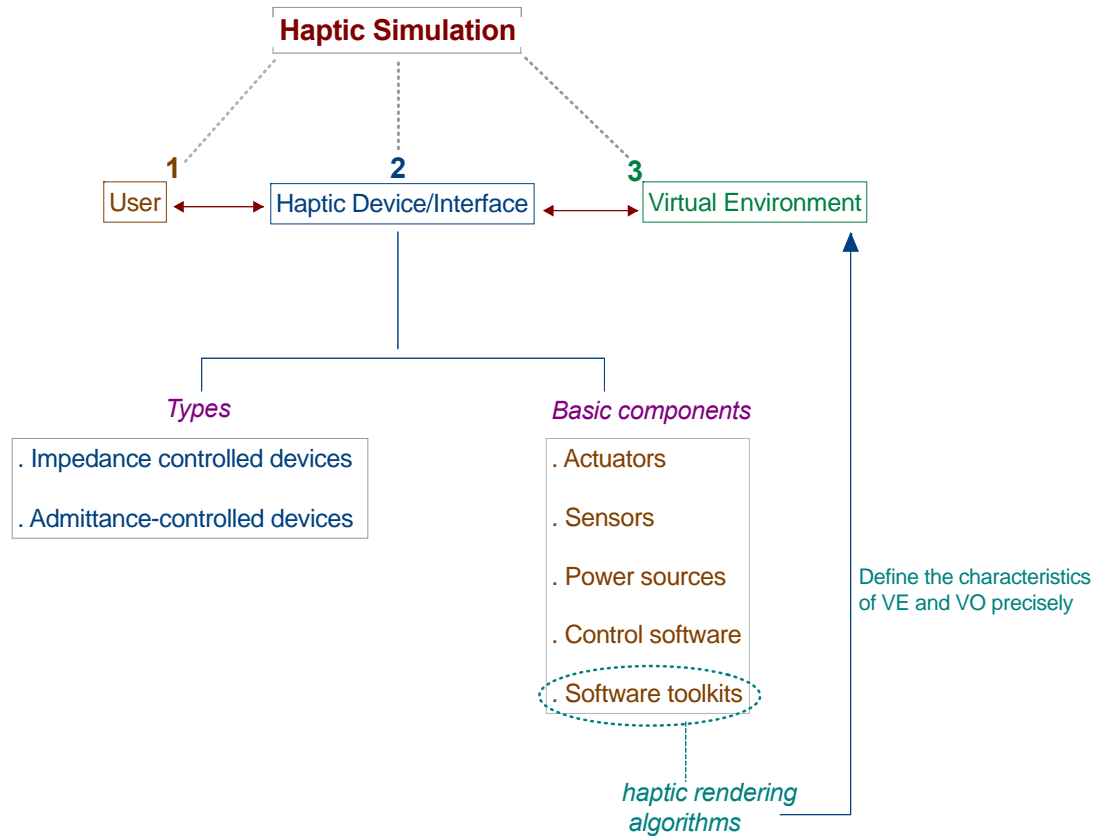 Haptic Simulation
1
2
3
User
Haptic Device/Interface
Virtual Environment
Types
. Impedance controlled devices
. Admittance-controlled devices
Basic components
. Actuators
. Sensors
. Power sources
. Control software
. Software toolkits
Define the characteristics
of VE and VO precisely
haptic rendering
algorithms